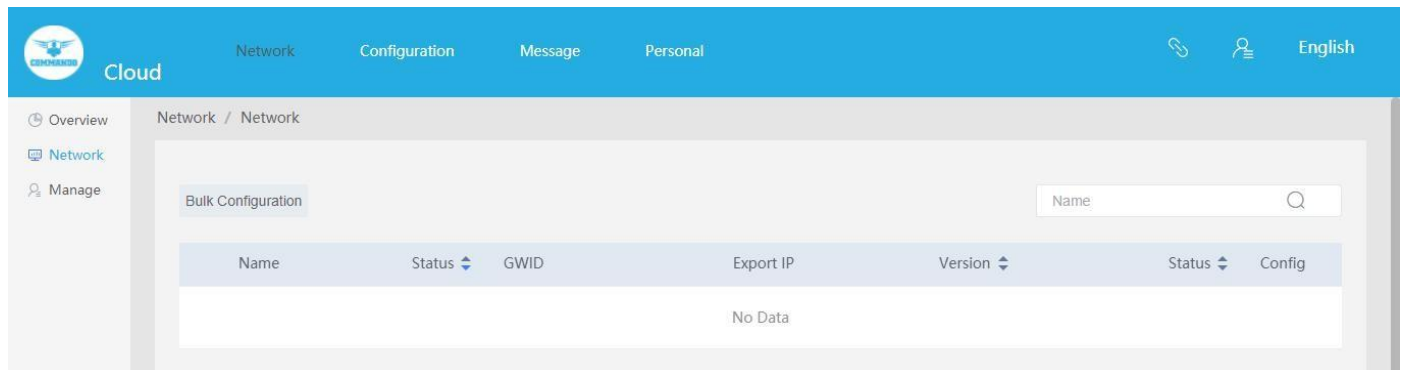 COMMANDO
Cloud
Network Configuration Message Personal English
Overview
Network
Manage
Network / Network
Bulk Configuration
Name
Name Status GWID Export IP Version Status Config
No Data